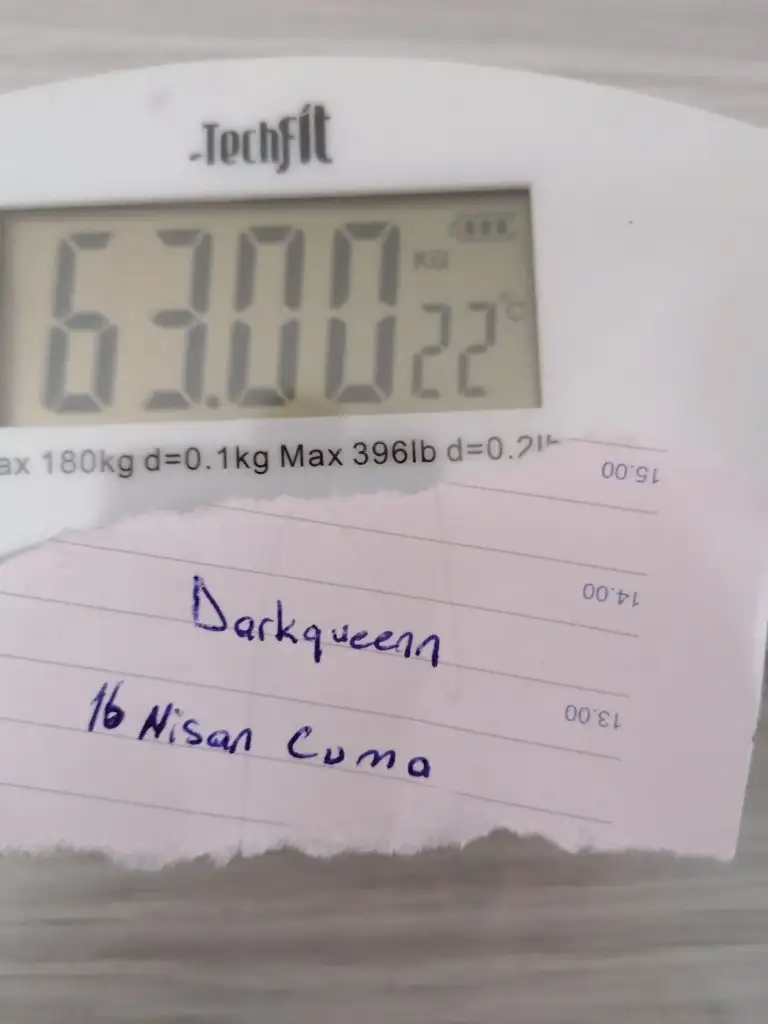 Techfit
63.00 KG
22 °C
ax 180kg d=0.1kg Max 396lb d=0.2lb
15.00
14.00
Darkqueenn
13.00
16 Nisan Cuma